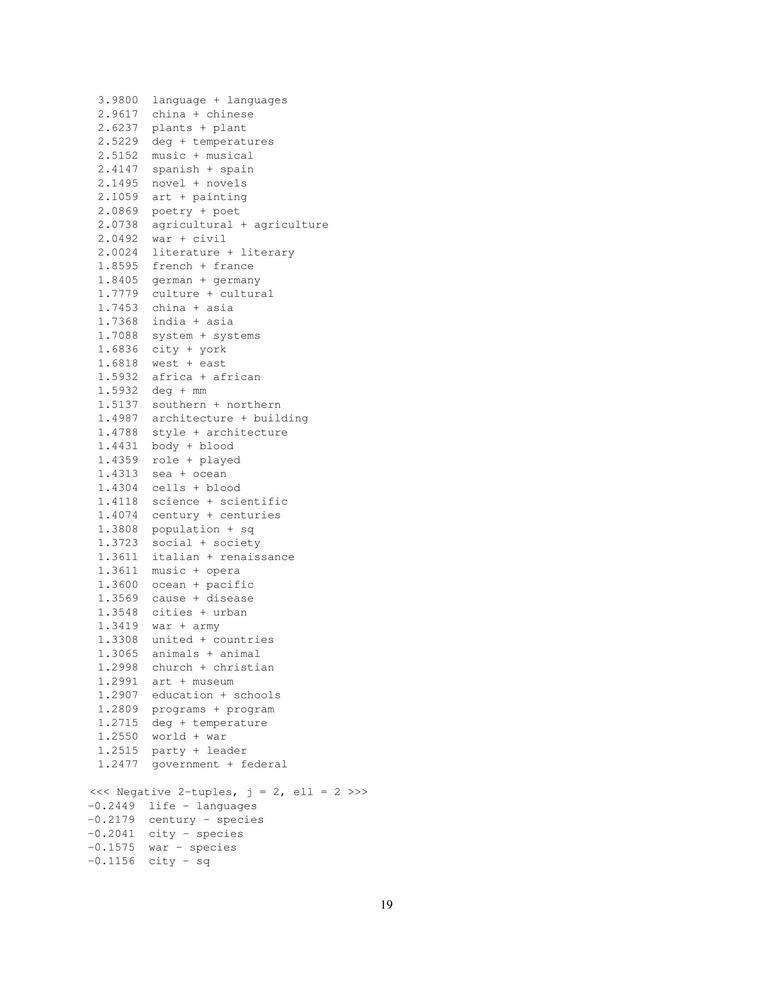 3.9800 language + languages
2.9617 china + chinese
2.6237 plants + plant
2.5229 deg + temperatures
2.5152 music + musical
2.4147 spanish + spain
2.1495 novel + novels
2.1059 art + painting
2.0869 poetry + poet
2.0738 agricultural + agriculture
2.0492 war + civil
2.0024 literature + literary
1.8595 french + france
1.8405 german + germany
1.7779 culture + cultural
1.7453 china + asia
1.7368 india + asia
1.7088 system + systems
1.6836 city + york
1.6818 west + east
1.5932 africa + african
1.5932 deg + mm
1.5137 southern + northern
1.4987 architecture + building
1.4788 style + architecture
1.4431 body + blood
1.4359 role + played
1.4313 sea + ocean
1.4304 cells + blood
1.4118 science + scientific
1.4074 century + centuries
1.3808 population + sq
1.3723 social + society
1.3611 italian + renaissance
1.3611 music + opera
1.3600 ocean + pacific
1.3569 cause + disease
1.3548 cities + urban
1.3419 war + army
1.3308 united + countries
1.3065 animals + animal
1.2998 church + christian
1.2991 art + museum
1.2907 education + schools
1.2809 programs + program
1.2715 deg + temperature
1.2550 world + war
1.2515 party + leader
1.2477 government + federal
<<< Negative 2-tuples, j = 2, ell = 2 >>>
-0.2449 life - languages
-0.2179 century - species
-0.2041 city - species
-0.1575 war - species
-0.1156 city - sq
19